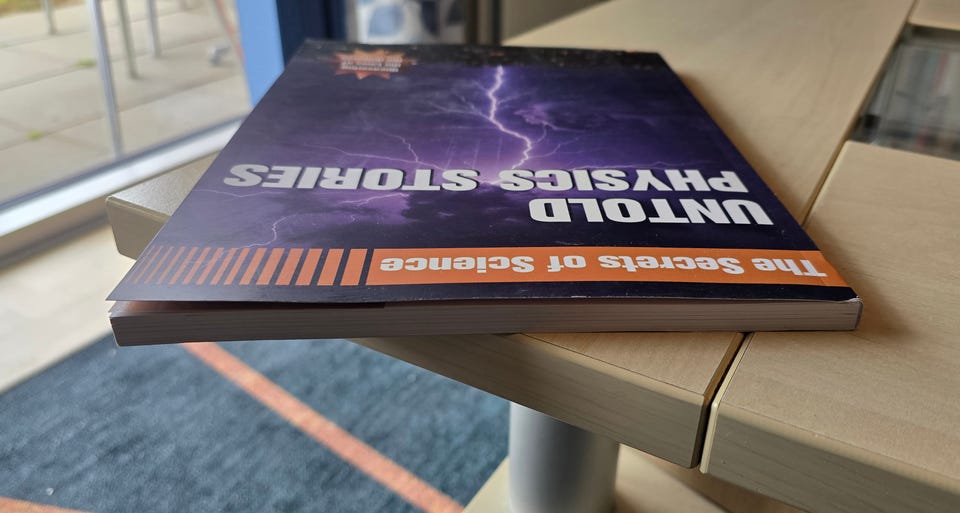 The Secrets of Science
UNTOLD
PHYSICS STORIES